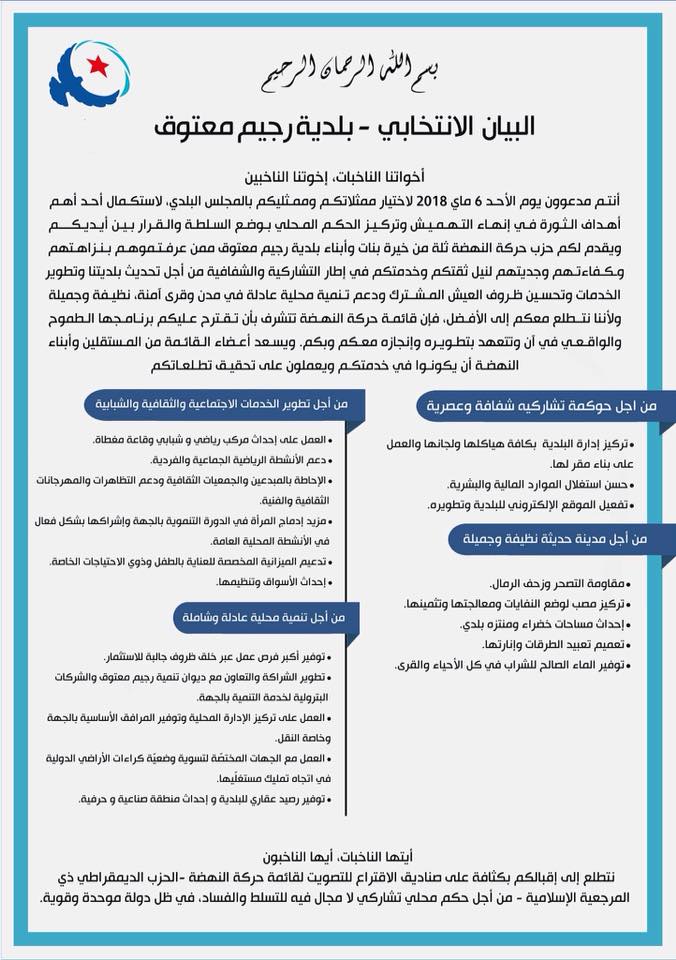 بسم الله الرحمان الرحيم
البيان الانتخابي - بلدية رجيم معتوق
أخواتنا الناخبات، إخوتنا الناخبين
أنتم مدعوون يوم الأحد 6 ماي 2018 لاختيار ممثلاتكم وممثليكم بالمجلس البلدي، لاستكمال أحد أهم
أهداف الثورة في إنهاء التهميش وتركيز الحكم المحلي بوضع السلطة والقرار بين أيديكم
ويقدم لكم حزب حركة النهضة ثلة من خيرة بنات وأبناء بلدية رجيم معتوق ممن عرفتموهم بنزاهتهم
وكفاءتهم وجديتهم لنيل ثقتكم وخدمتكم في إطار التشاركية والشفافية من أجل تحديث بلديتنا وتطوير
الخدمات وتحسين ظروف العيش المشترك ودعم تنمية محلية عادلة في مدن وقرى آمنة، نظيفة وجميلة
ولأننا نتطلع معكم إلى الأفضل، فإن قائمة حركة النهضة تتشرف بأن تقترح عليكم برنامجها الطموح
والواقعي في آن وتتعهد بتطويره وإنجازه معكم وبكم. ويسعد أعضاء القائمة من المستقلين وأبناء
النهضة أن يكونوا في خدمتكم ويعملون على تحقيق تطلعاتكم
من اجل حوكمة تشاركيه شفافة وعصرية
•تركيز إدارة البلدية بكافة هياكلها ولجانها والعمل
على بناء مقر لها.
•حسن استغلال الموارد المالية والبشرية.
•تفعيل الموقع الإلكتروني للبلدية وتطويره.
من أجل مدينة حديثة نظيفة وجميلة
•مقاومة التصحر وزحف الرمال.
•تركيز مصب لوضع النفايات ومعالجتها وتثمينها.
•إحداث مساحات خضراء ومنتزه بلدي.
•تعميم تعبيد الطرقات وإنارتها.
•توفير الماء الصالح للشراب في كل الأحياء والقرى.
من أجل تطوير الخدمات الاجتماعية والثقافية والشبابية
•العمل على إحداث مركب رياضي و شبابي وقاعة مغطاة.
•دعم الأنشطة الرياضية الجماعية والفردية.
•الإحاطة بالمبدعين والجمعيات الثقافية ودعم التظاهرات والمهرجانات
الثقافية والفنية.
•مزيد إدماج المرأة في الدورة التنموية بالجهة وإشراكها بشكل فعال
في الأنشطة المحلية العامة.
•تدعيم الميزانية المخصصة للعناية بالطفل وذوي الاحتياجات الخاصة.
•إحداث الأسواق وتنظيمها.
من أجل تنمية محلية عادلة وشاملة
•توفير أكبر فرص عمل عبر خلق ظروف جالبة للاستثمار.
•تطوير الشراكة والتعاون مع ديوان تنمية رجيم معتوق والشركات
البترولية لخدمة التنمية بالجهة.
•العمل على تركيز الإدارة المحلية وتوفير المرافق الأساسية بالجهة
وخاصة النقل.
•العمل مع الجهات المختصّة لتسوية وضعيّة كراءات الأراضي الدولية
في اتجاه تمليك مستغلّيها.
•توفير رصيد عقاري للبلدية و إحداث منطقة صناعية و حرفية.
أيتها الناخبات، أيها الناخبون
نتطلع إلى إقبالكم بكثافة على صناديق الاقتراع للتصويت لقائمة حركة النهضة -الحزب الديمقراطي ذي
المرجعية الإسلامية - من أجل حكم محلي تشاركي لا مجال فيه للتسلط والفساد، في ظل دولة موحدة وقوية.